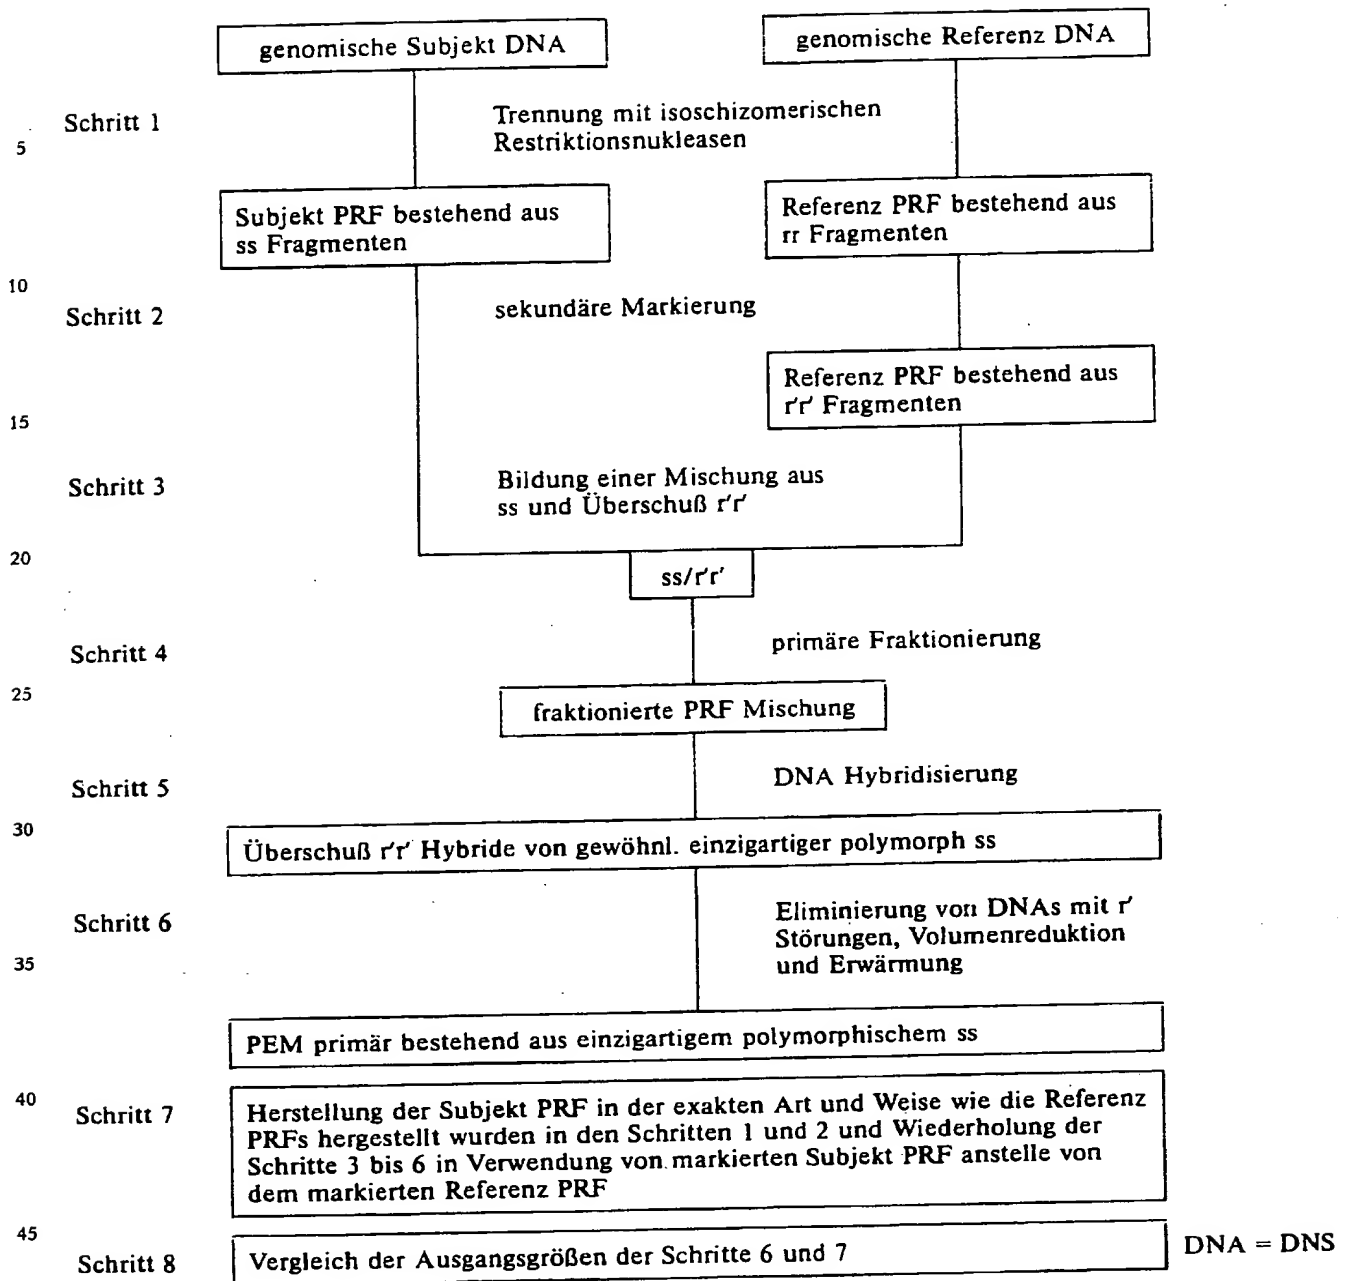 genomische Subjekt DNA
genomische Referenz DNA
Schritt 1
Trennung mit isoschizomerischen
Restriktionsnukleasen
5
Subjekt PRF bestehend aus
ss Fragmenten
Referenz PRF bestehend aus
rr Fragmenten
10
Schritt 2
sekundäre Markierung
Referenz PRF bestehend aus
r'r' Fragmenten
15
Schritt 3
Bildung einer Mischung aus
ss und Überschuß r'r'
20
ss/r'r'
Schritt 4
primäre Fraktionierung
25
fraktionierte PRF Mischung
Schritt 5
DNA Hybridisierung
30
Überschuß r'r' Hybride von gewöhnl. einzigartiger polymorph ss
Schritt 6
Eliminierung von DNAs mit r'
Störungen, Volumenreduktion
und Erwärmung
35
PEM primär bestehend aus einzigartigem polymorphischem ss
40
Schritt 7
Herstellung der Subjekt PRF in der exakten Art und Weise wie die Referenz
PRFs hergestellt wurden in den Schritten 1 und 2 und Wiederholung der
Schritte 3 bis 6 in Verwendung von markierten Subjekt PRF anstelle von
dem markierten Referenz PRF
45
Schritt 8
Vergleich der Ausgangsgrößen der Schritte 6 und 7
DNA = DNS